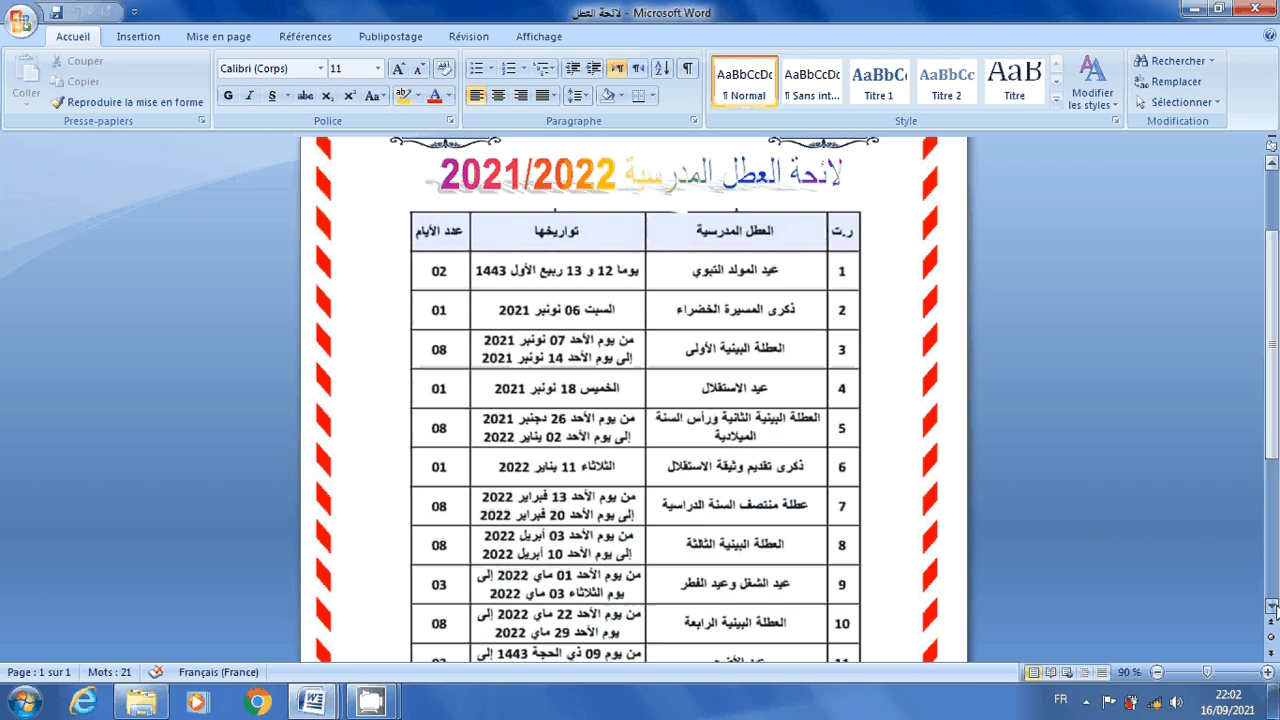 لائحة العطل - Microsoft Word
Accueil Insertion Mise en page Références Publipostage Révision Affichage
Coller
Couper
Copier
Reproduire la mise en forme
Presse-papiers
Calibri (Corps) 11
G I S abc X₂ X² Aa
Police
Paragraphe
AaBbCcDc AaBbCcDc AaBbCc AaBbCc AaB
¶ Normal ¶ Sans int... Titre 1 Titre 2 Titre
Modifier les styles
Style
Rechercher
Remplacer
Sélectionner
Modification
لائحة العطل المدرسية 2021/2022
ر.ت العطل المدرسية تواريخها عدد الأيام
1 عيد المولد النبوي يوما 12 و 13 ربيع الأول 1443 02
2 ذكرى المسيرة الخضراء السبت 06 نونبر 2021 01
3 العطلة البينية الأولى من يوم الأحد 07 نونبر 2021
إلى يوم الأحد 14 نونبر 2021 08
4 عيد الاستقلال الخميس 18 نونبر 2021 01
5 العطلة البينية الثانية ورأس السنة
الميلادية من يوم الأحد 26 دجنبر 2021
إلى يوم الأحد 02 يناير 2022 08
6 ذكرى تقديم وثيقة الاستقلال الثلاثاء 11 يناير 2022 01
7 عطلة منتصف السنة الدراسية من يوم الأحد 13 فبراير 2022
إلى يوم الأحد 20 فبراير 2022 08
8 العطلة البينية الثالثة من يوم الأحد 03 أبريل 2022
إلى يوم الأحد 10 أبريل 2022 08
9 عيد الشغل وعيد الفطر من يوم الأحد 01 ماي 2022 إلى
يوم الثلاثاء 03 ماي 2022 03
10 العطلة البينية الرابعة من يوم الأحد 22 ماي 2022 إلى
يوم الأحد 29 ماي 2022 08
من يوم 09 ذي الحجة 1443 إلى
Page : 1 sur 1 Mots : 21 Français (France) 90 %
FR 22:02
16/09/2021